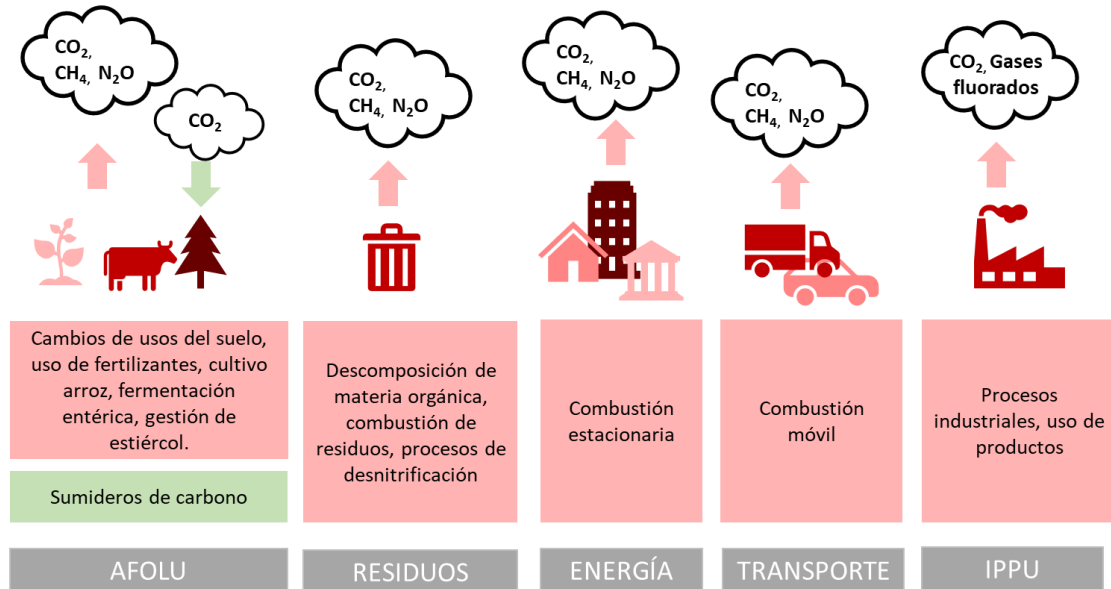 CO₂,
CH₄, N₂O
CO₂
CO₂,
CH₄, N₂O
CO₂,
CH₄, N₂O
CO₂,
CH₄, N₂O
CO₂, Gases
fluorados
Cambios de usos del suelo,
uso de fertilizantes, cultivo
arroz, fermentación
entérica, gestión de
estiércol.
Sumideros de carbono
Descomposición de
materia orgánica,
combustión de
residuos, procesos de
desnitrificación
Combustión
estacionaria
Combustión
móvil
Procesos
industriales, uso de
productos
AFOLU
RESIDUOS
ENERGÍA
TRANSPORTE
IPPU